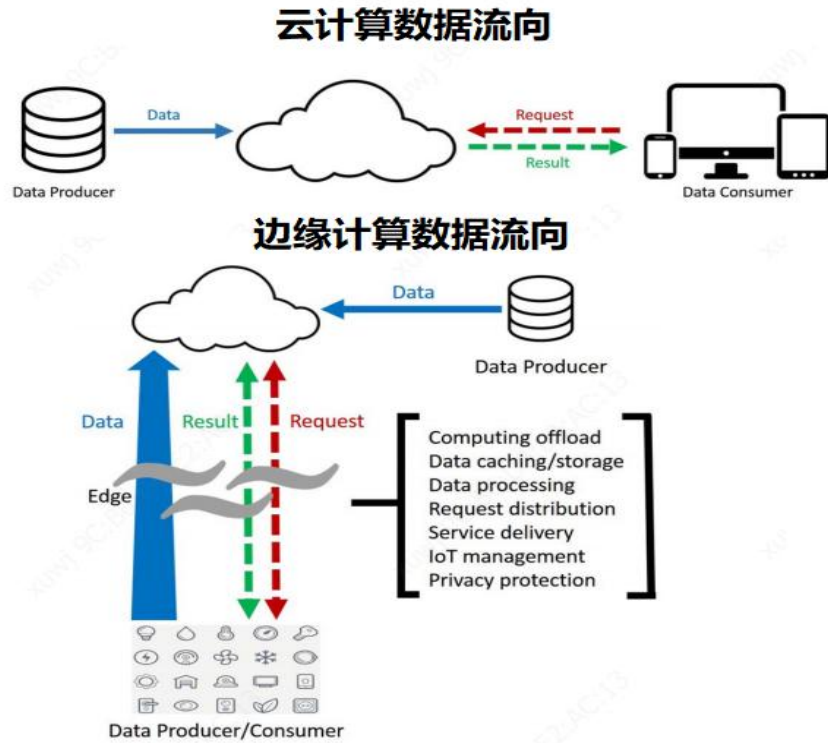 云计算数据流向
Data
Request
Result
Data Producer
Data Consumer
边缘计算数据流向
Data
Data Producer
Data
Result
Request
Edge
Computing offload
Data caching/storage
Data processing
Request distribution
Service delivery
IoT management
Privacy protection
Data Producer/Consumer